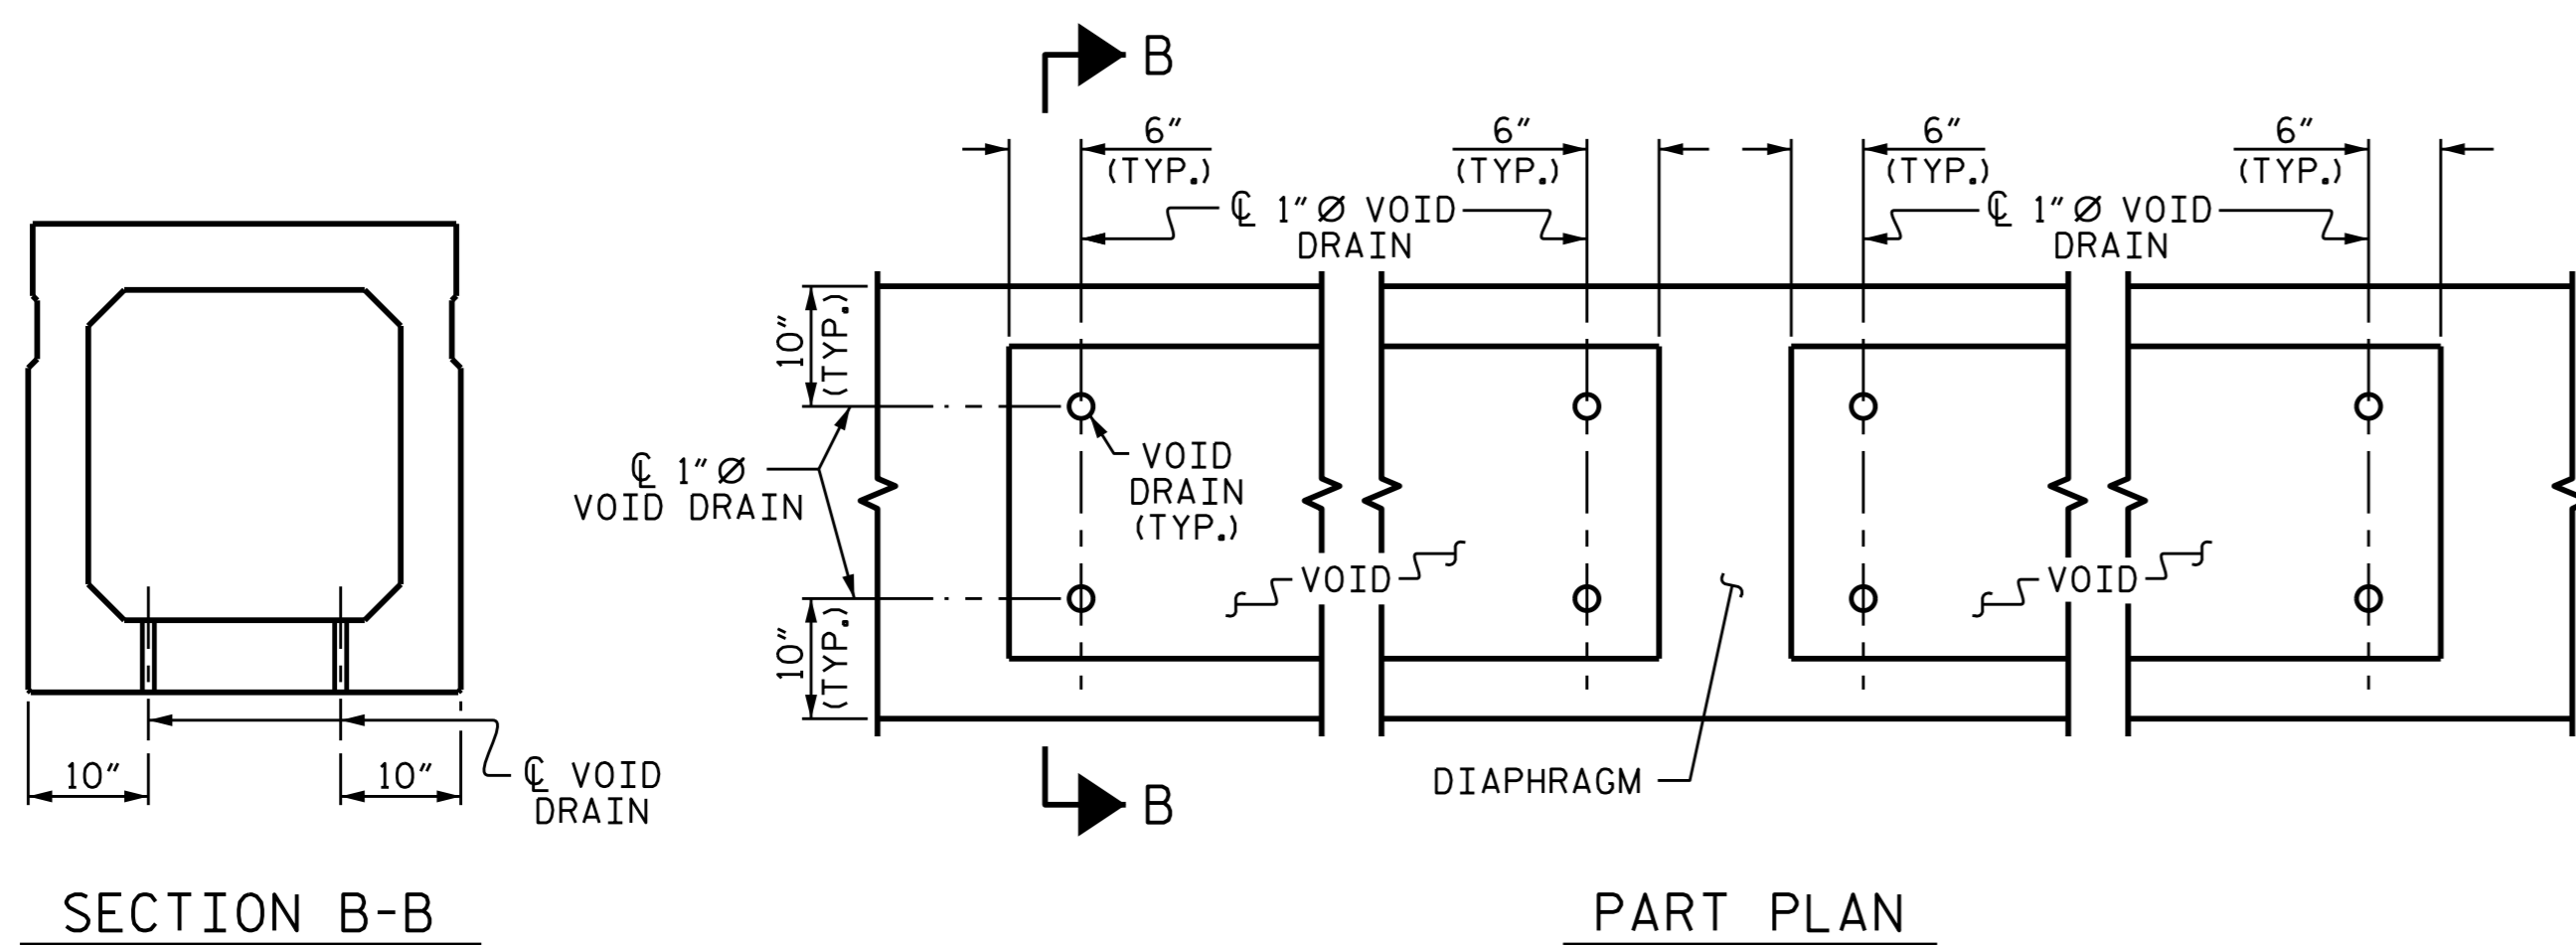 B
6"
(TYP.)
6"
(TYP.)
6"
(TYP.)
6"
(TYP.)
℄ 1"Ø VOID
DRAIN
℄ 1"Ø VOID
DRAIN
10"
(TYP.)
℄ 1"Ø
VOID DRAIN
VOID
DRAIN
(TYP.)
VOID
VOID
10"
(TYP.)
DIAPHRAGM
B
10"
10"
℄ VOID
DRAIN
SECTION B-B
PART PLAN